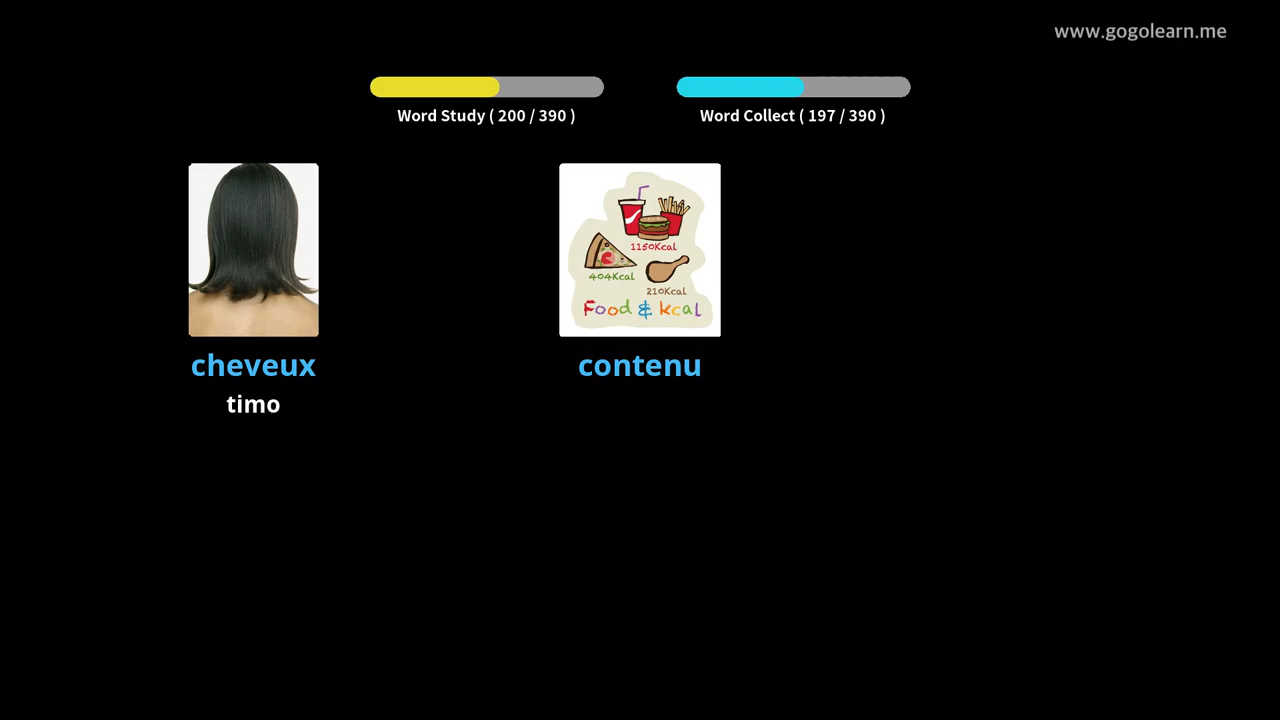 www.gogolearn.me
Word Study ( 200 / 390 )
Word Collect ( 197 / 390 )
1150Kcal
404Kcal
210Kcal
Food & kcal
cheveux
contenu
timo